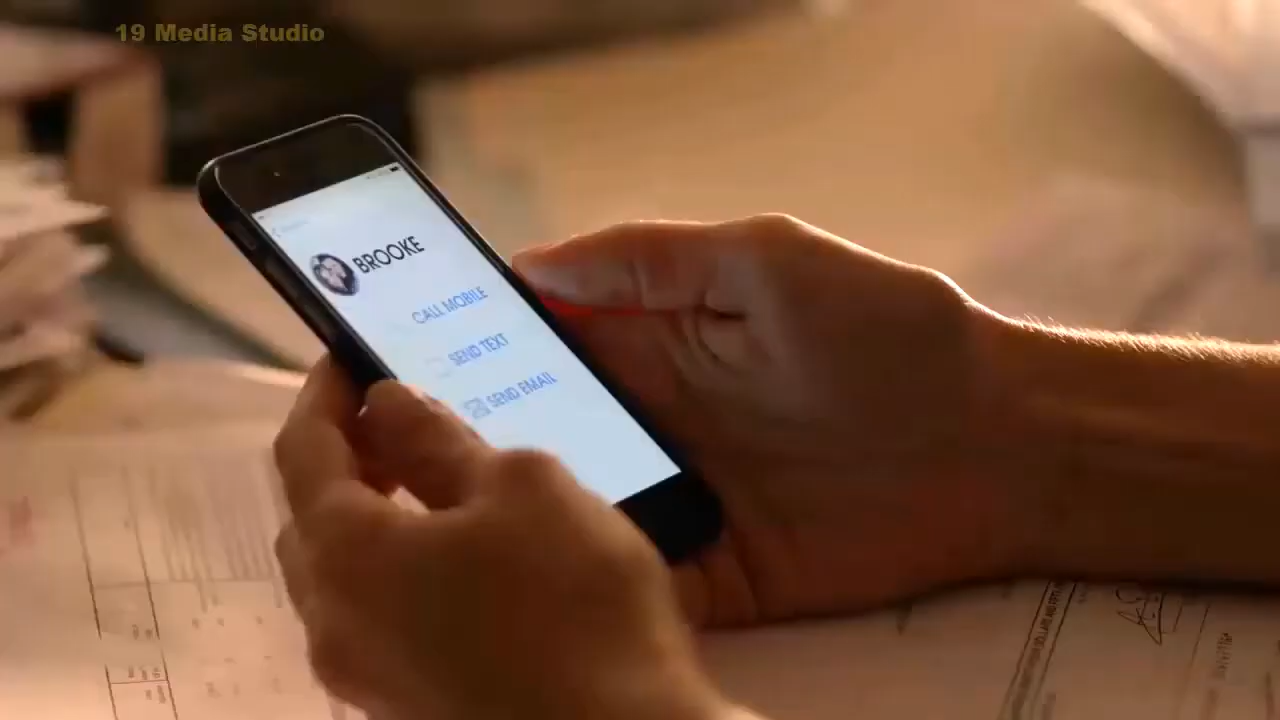 19 Media Studio
BROOKE
CALL MOBILE
SEND TEXT
SEND EMAIL